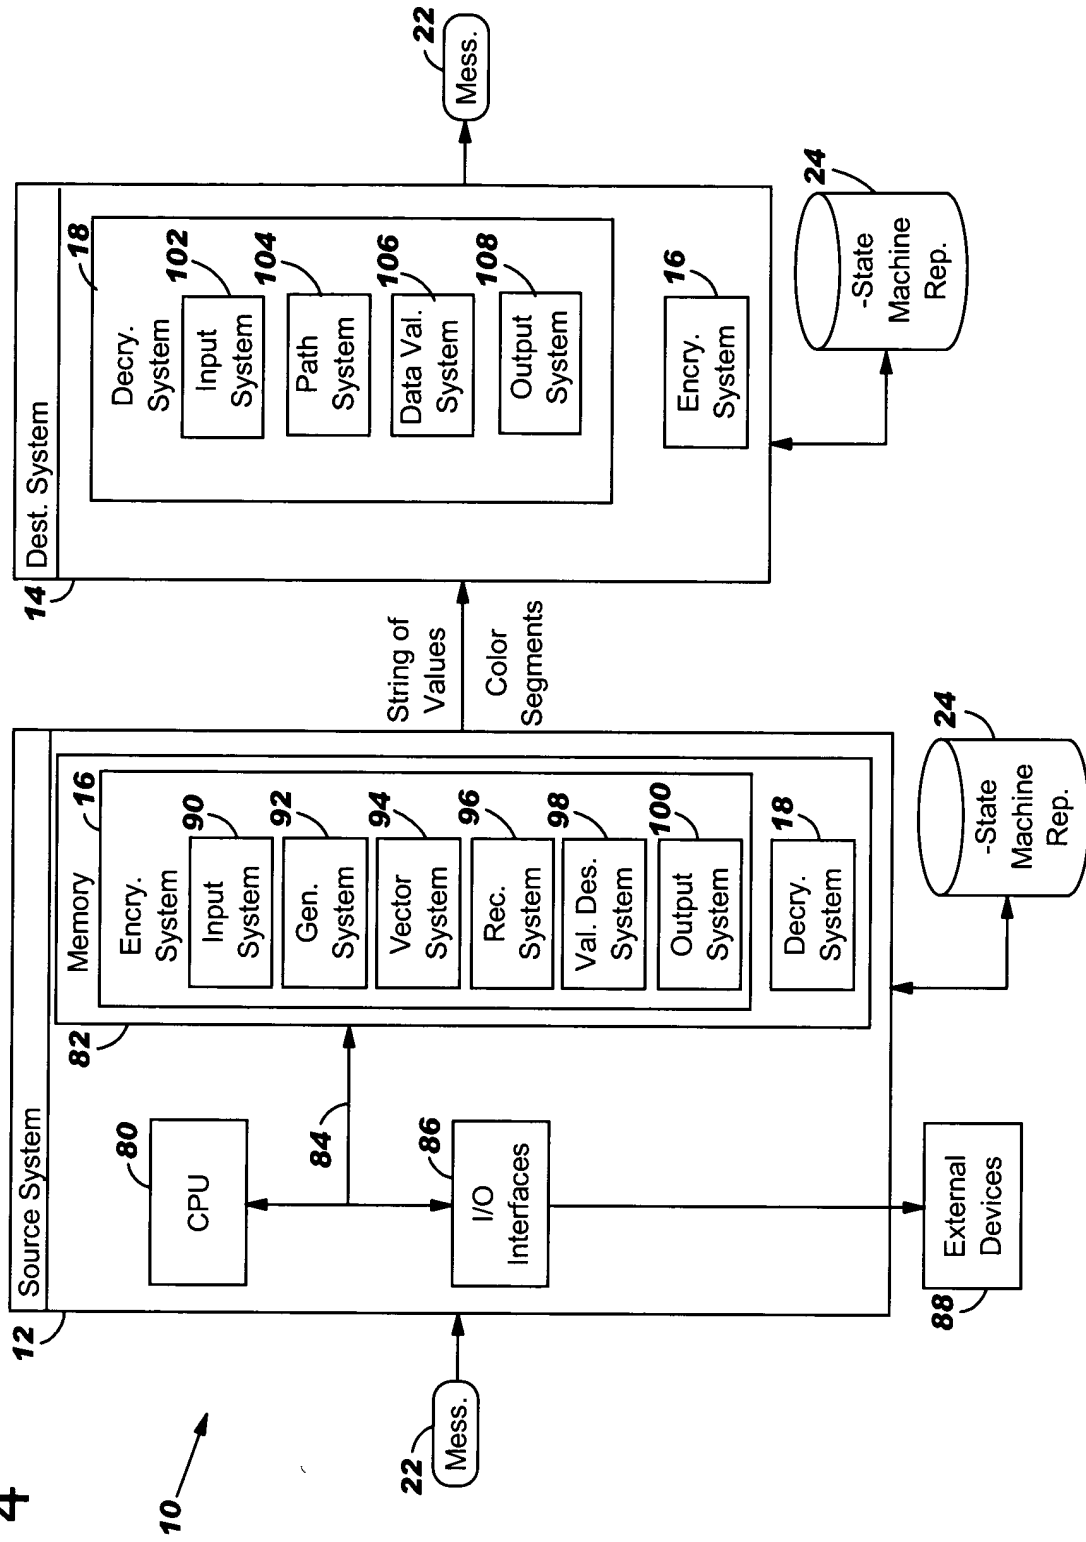 4
10
22
Mess.
12
Source System
80
CPU
84
86
I/O
Interfaces
88
External
Devices
82
Memory
16
Encry.
System
90
Input
System
92
Gen.
System
94
Vector
System
96
Rec.
System
98
Val. Des.
System
100
Output
System
18
Decry.
System
24
-State
Machine
Rep.
String of
Values
Color
Segments
14
Dest. System
18
Decry.
System
102
Input
System
104
Path
System
106
Data Val.
System
108
Output
System
16
Encry.
System
24
-State
Machine
Rep.
22
Mess.